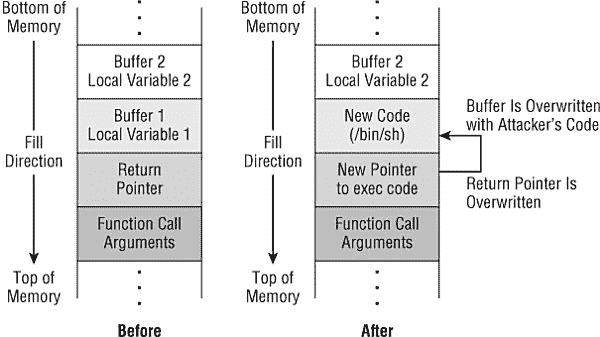 Bottom of
Memory
Buffer 2
Local Variable 2
Buffer 1
Local Variable 1
Fill
Direction
Return
Pointer
Function Call
Arguments
Top of
Memory
Before
Bottom of
Memory
Buffer 2
Local Variable 2
New Code
(/bin/sh)
Fill
Direction
New Pointer
to exec code
Function Call
Arguments
Top of
Memory
After
Buffer Is Overwritten
with Attacker's Code
Return Pointer Is
Overwritten